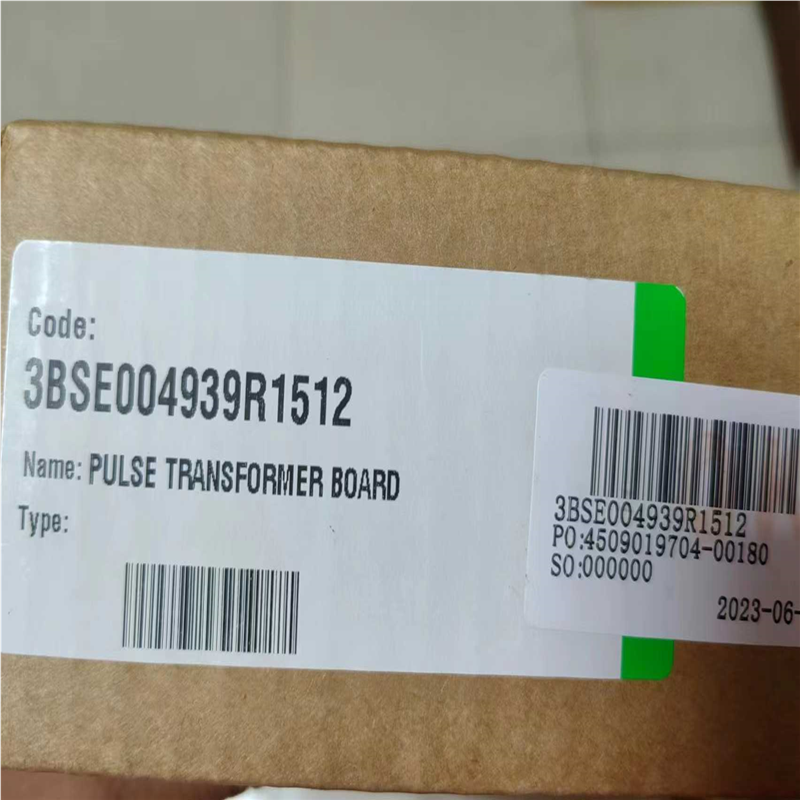 Code:
3BSE004939R1512
Name: PULSE TRANSFORMER BOARD
Type:
3BSE004939R1512
PO:4509019704-00180
SO:000000
2023-06-